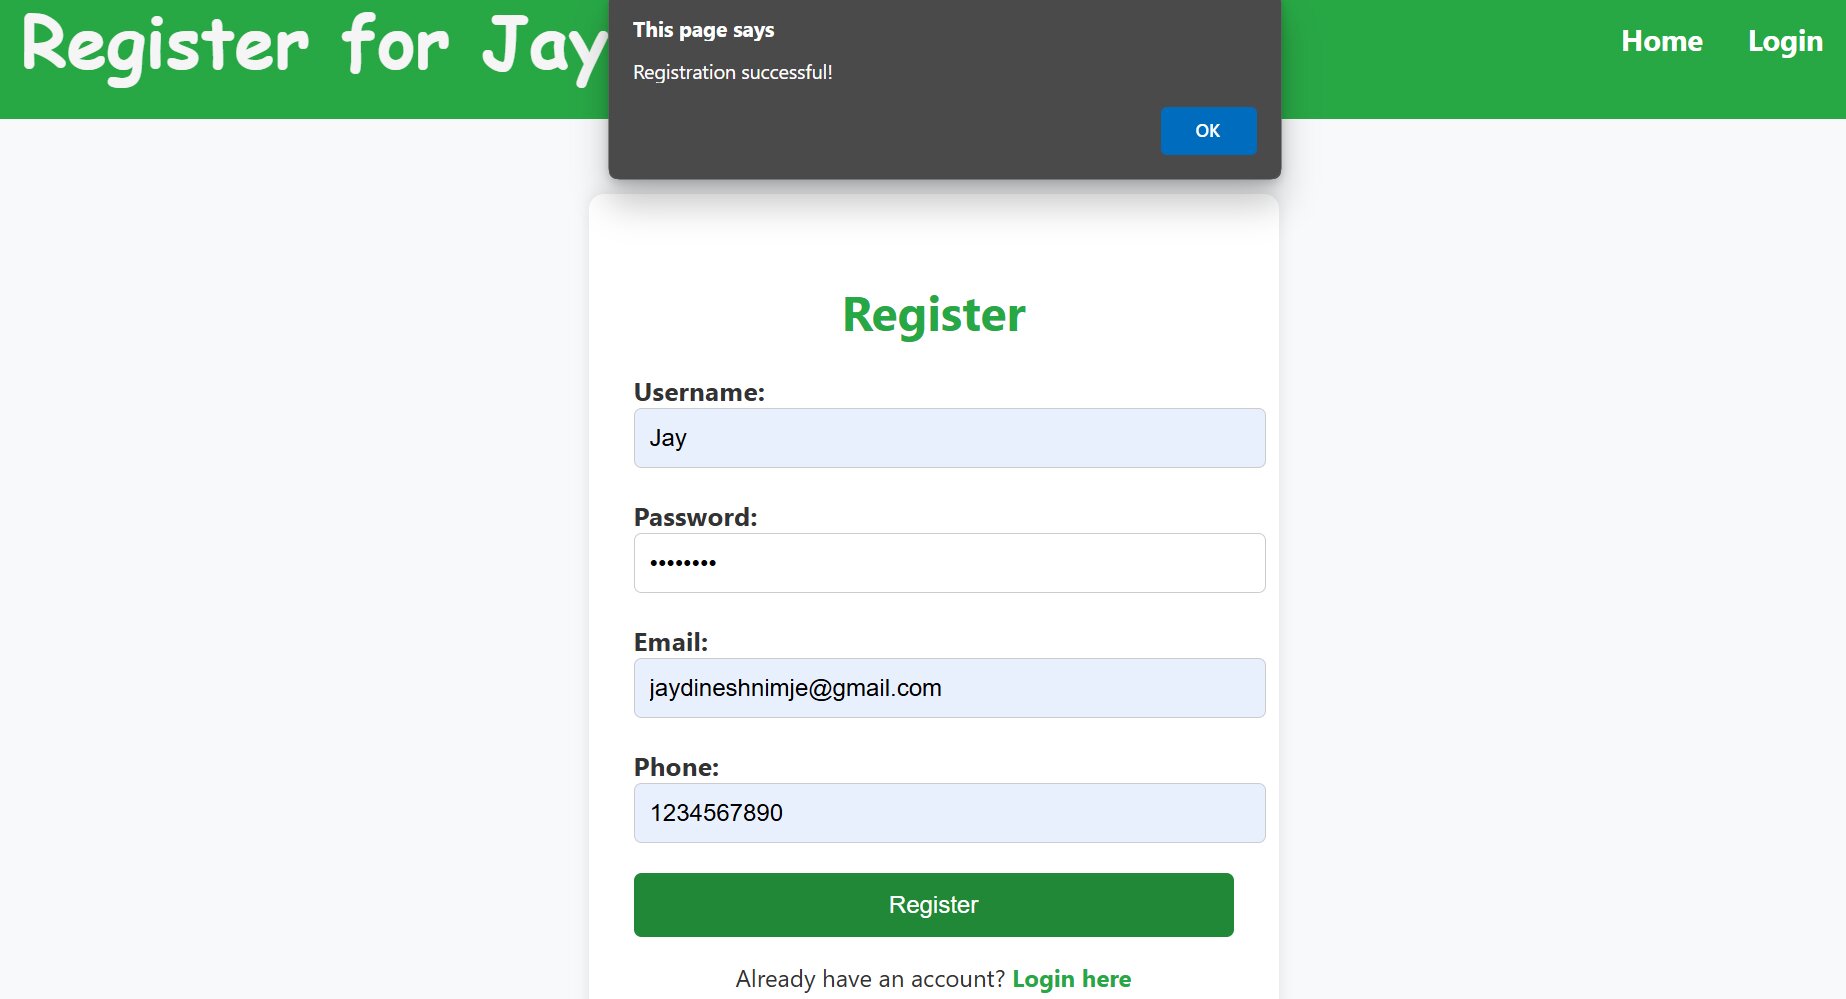 Register for Jay
Home Login
This page says
Registration successful!
OK
Register
Username:
Jay
Password:
••••••••
Email:
jaydineshnimje@gmail.com
Phone:
1234567890
Register
Already have an account? Login here